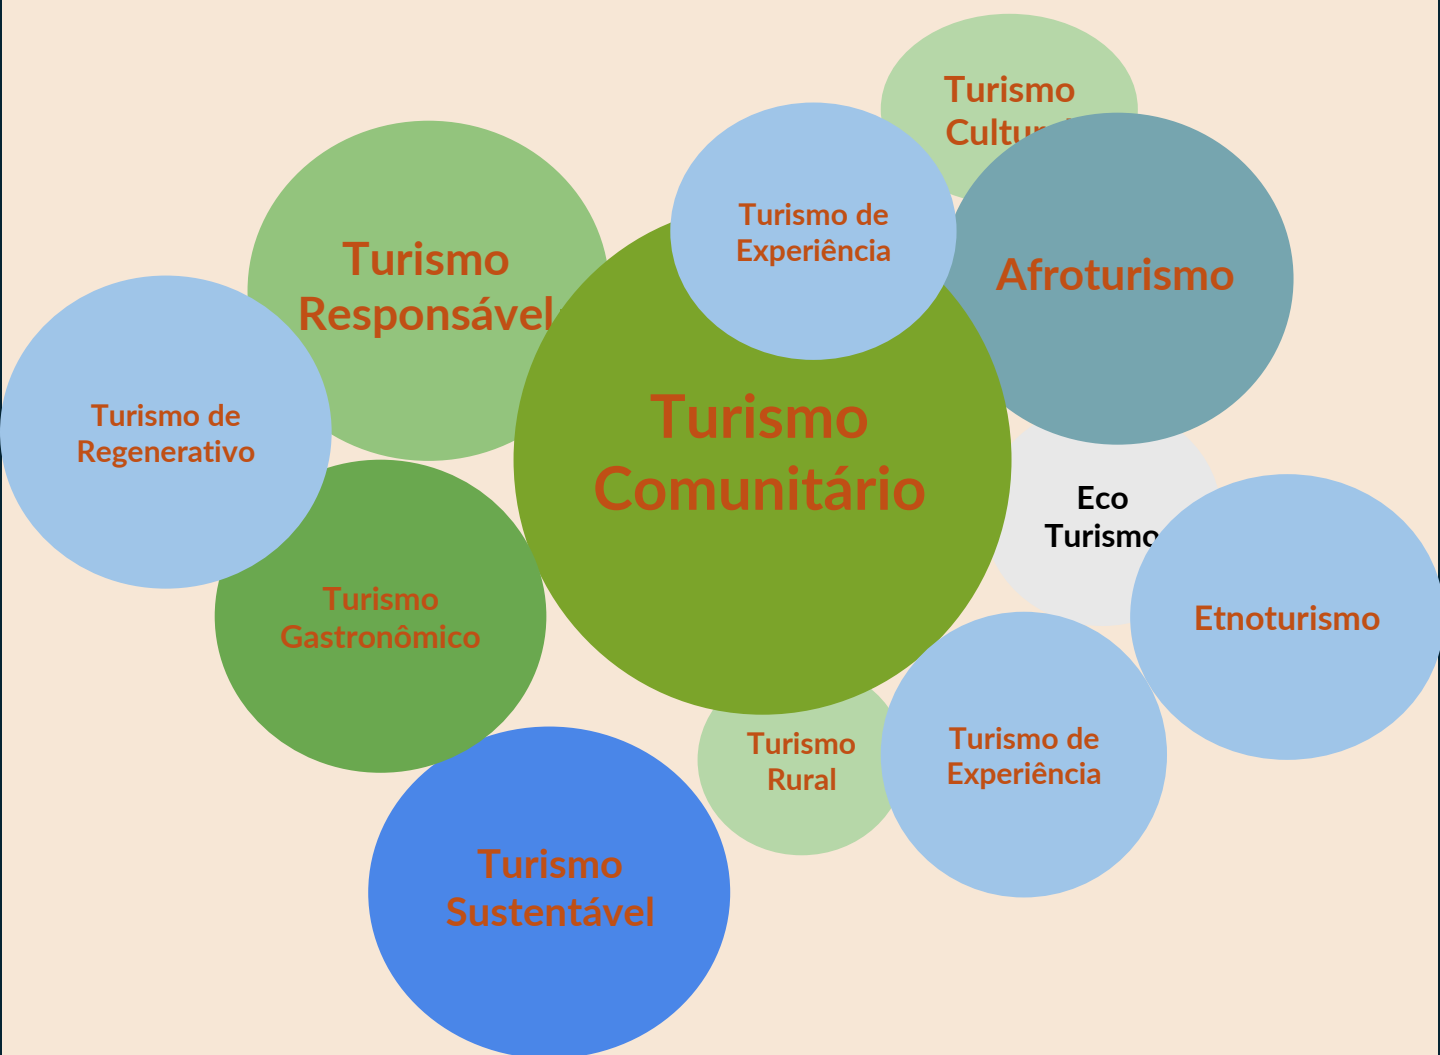 Turismo
Turismo de
Experiência
Turismo
Responsável
Afroturismo
Turismo de
Regenerativo
Turismo
Comunitário
Eco
Turismo
Turismo
Gastronômico
Etnoturismo
Turismo
Rural
Turismo de
Experiência
Turismo
Sustentável